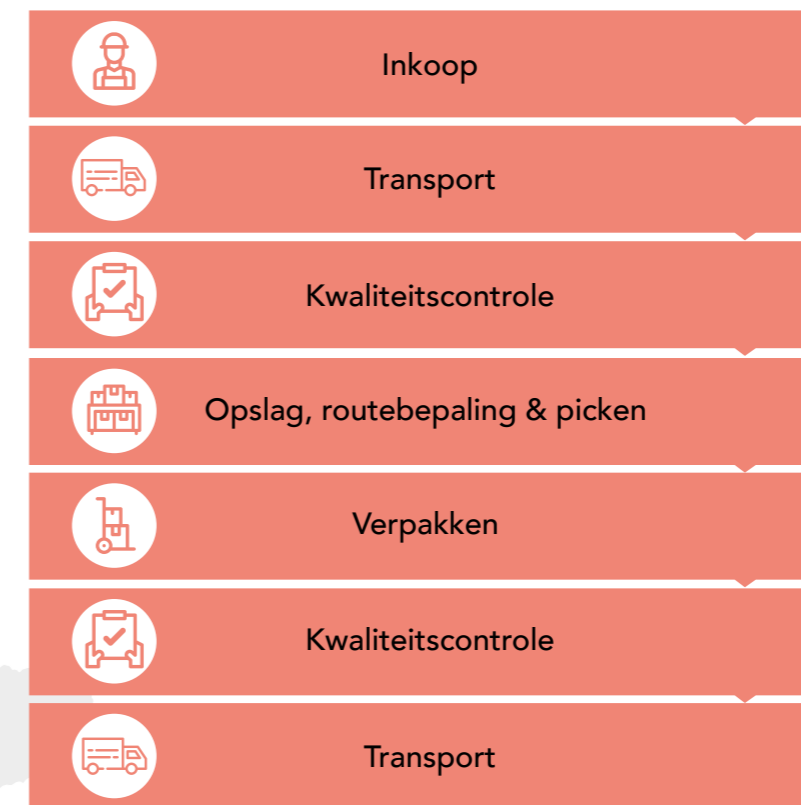 Inkoop
Transport
Kwaliteitscontrole
Opslag, routebepaling & picken
Verpakken
Kwaliteitscontrole
Transport